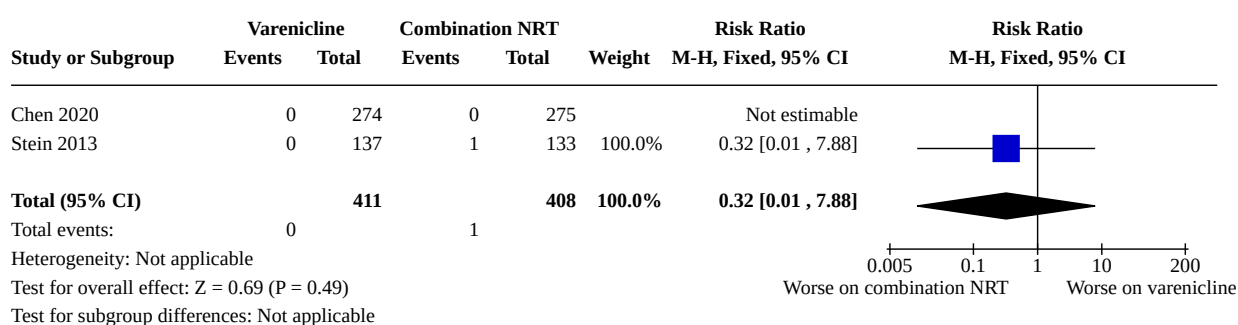 Varenicline Combination NRT Risk Ratio Risk Ratio
Study or Subgroup Events Total Events Total Weight M-H, Fixed, 95% CI M-H, Fixed, 95% CI
Chen 2020 0 274 0 275 Not estimable
Stein 2013 0 137 1 133 100.0% 0.32 [0.01 , 7.88]
Total (95% CI) 411 408 100.0% 0.32 [0.01 , 7.88]
Total events: 0 1
Heterogeneity: Not applicable
0.005 0.1 1 10 200
Test for overall effect: Z = 0.69 (P = 0.49)
Worse on combination NRT Worse on varenicline
Test for subgroup differences: Not applicable